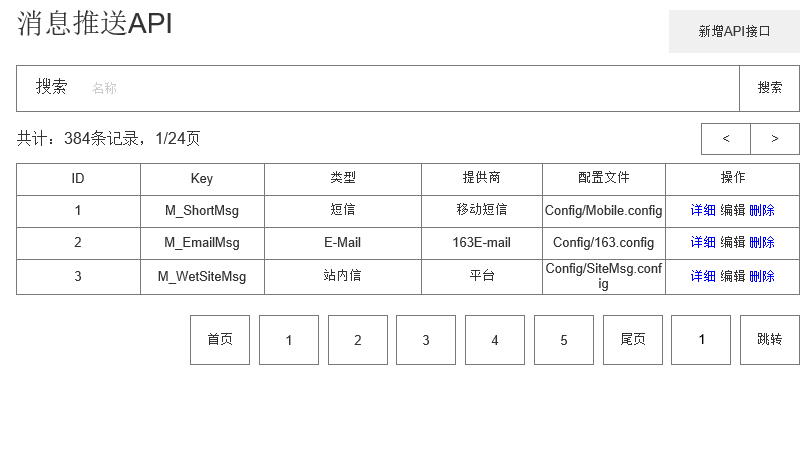 消息推送API
新增API接口
搜索 名称 搜索
共计：384条记录，1/24页 < >
ID Key 类型 提供商 配置文件 操作
1 M_ShortMsg 短信 移动短信 Config/Mobile.config 详细 编辑 删除
2 M_EmailMsg E-Mail 163E-mail Config/163.config 详细 编辑 删除
3 M_WetSiteMsg 站内信 平台 Config/SiteMsg.conf 详细 编辑 删除
ig
首页 1 2 3 4 5 尾页 1 跳转